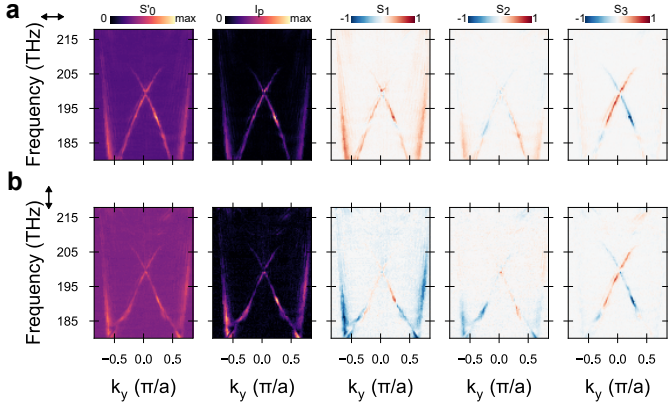 a
S'0
0 max
Ip
0 max
S1
-1 1
S2
-1 1
S3
-1 1
Frequency (THz)
215
205
195
185
b
Frequency (THz)
215
205
195
185
−0.5 0.0 0.5
−0.5 0.0 0.5
−0.5 0.0 0.5
−0.5 0.0 0.5
−0.5 0.0 0.5
ky (π/a)
ky (π/a)
ky (π/a)
ky (π/a)
ky (π/a)